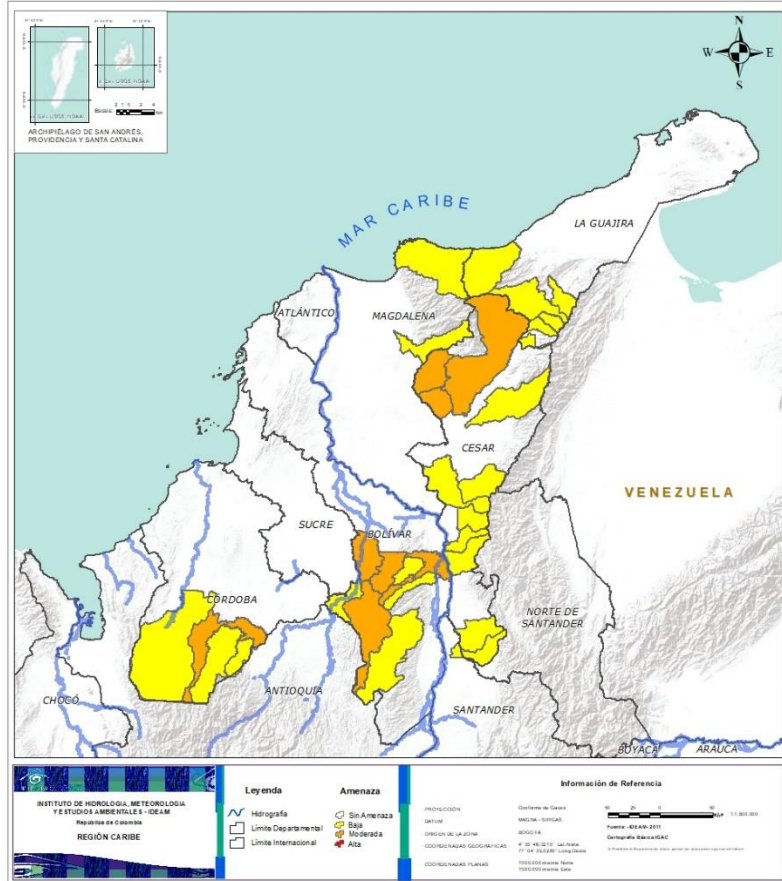 N
W E
S
ARCHIPIÉLAGO DE SAN ANDRÉS,
PROVIDENCIA Y SANTA CATALINA
MAR CARIBE
LA GUAJIRA
ATLÁNTICO
MAGDALENA
CESAR
VENEZUELA
SUCRE
BOLÍVAR
CÓRDOBA
NORTE DE
SANTANDER
ANTIOQUIA
CHOCÓ
SANTANDER
BOYACÁ
ARAUCA
INSTITUTO DE HIDROLOGIA, METEOROLOGIA
Y ESTUDIOS AMBIENTALES - IDEAM
República de Colombia
REGIÓN CARIBE
Leyenda
Hidrografía
Límite Departamental
Límite Internacional
Amenaza
Sin Amenaza
Baja
Moderada
Alta
Información de Referencia
PROYECCIÓN Conforme de Gauss
DATUM MAGNA - SIRGAS
ORIGEN DE LA ZONA BOGOTÁ
COORDENADAS GEOGRÁFICAS
COORDENADAS PLANAS
Fuente: -IDEAM- 2011
Cartografía Básica IGAC